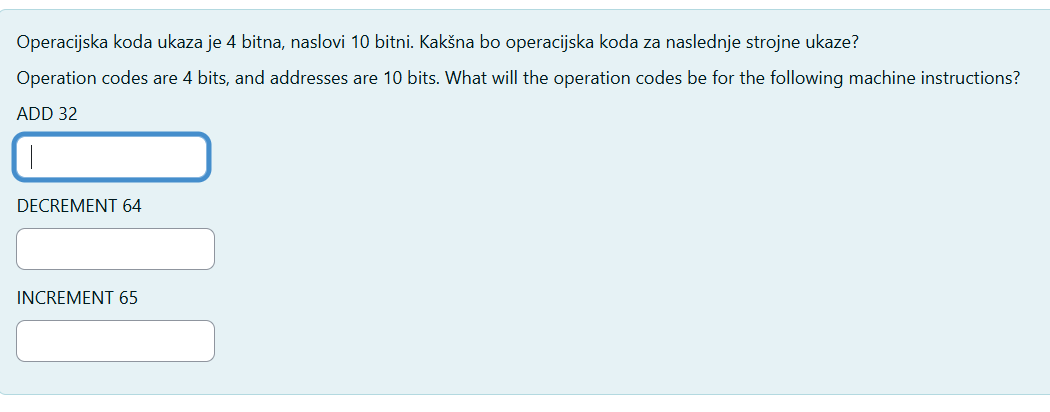 Operacijska koda ukaza je 4 bitna, naslovi 10 bitni. Kakšna bo operacijska koda za naslednje strojne ukaze?
Operation codes are 4 bits, and addresses are 10 bits. What will the operation codes be for the following machine instructions?
ADD 32
DECREMENT 64
INCREMENT 65